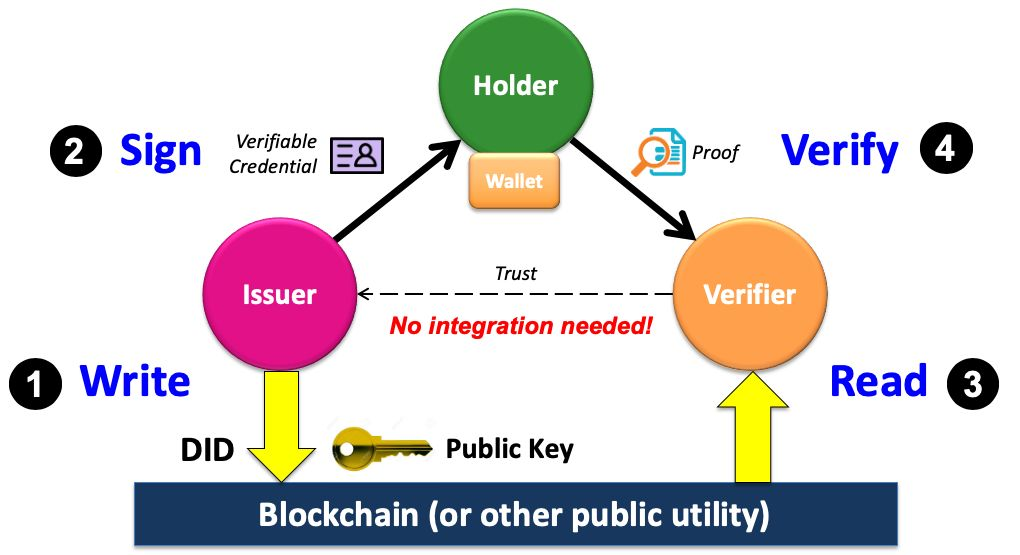 Holder
2 Sign
Verifiable
Credential
Proof
Verify 4
Wallet
Issuer
Trust
Verifier
No integration needed!
1 Write
Read 3
DID
Public Key
Blockchain (or other public utility)